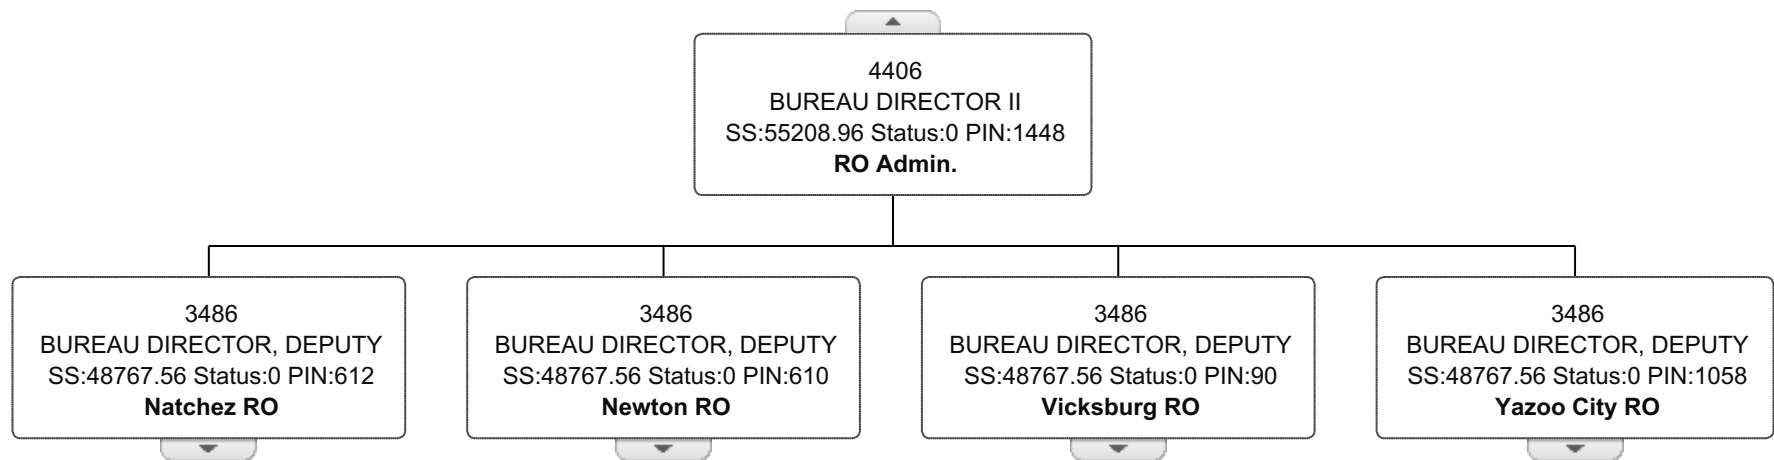 4406
BUREAU DIRECTOR II
SS:55208.96 Status:0 PIN:1448
RO Admin.
3486
BUREAU DIRECTOR, DEPUTY
SS:48767.56 Status:0 PIN:612
Natchez RO
3486
BUREAU DIRECTOR, DEPUTY
SS:48767.56 Status:0 PIN:610
Newton RO
3486
BUREAU DIRECTOR, DEPUTY
SS:48767.56 Status:0 PIN:90
Vicksburg RO
3486
BUREAU DIRECTOR, DEPUTY
SS:48767.56 Status:0 PIN:1058
Yazoo City RO